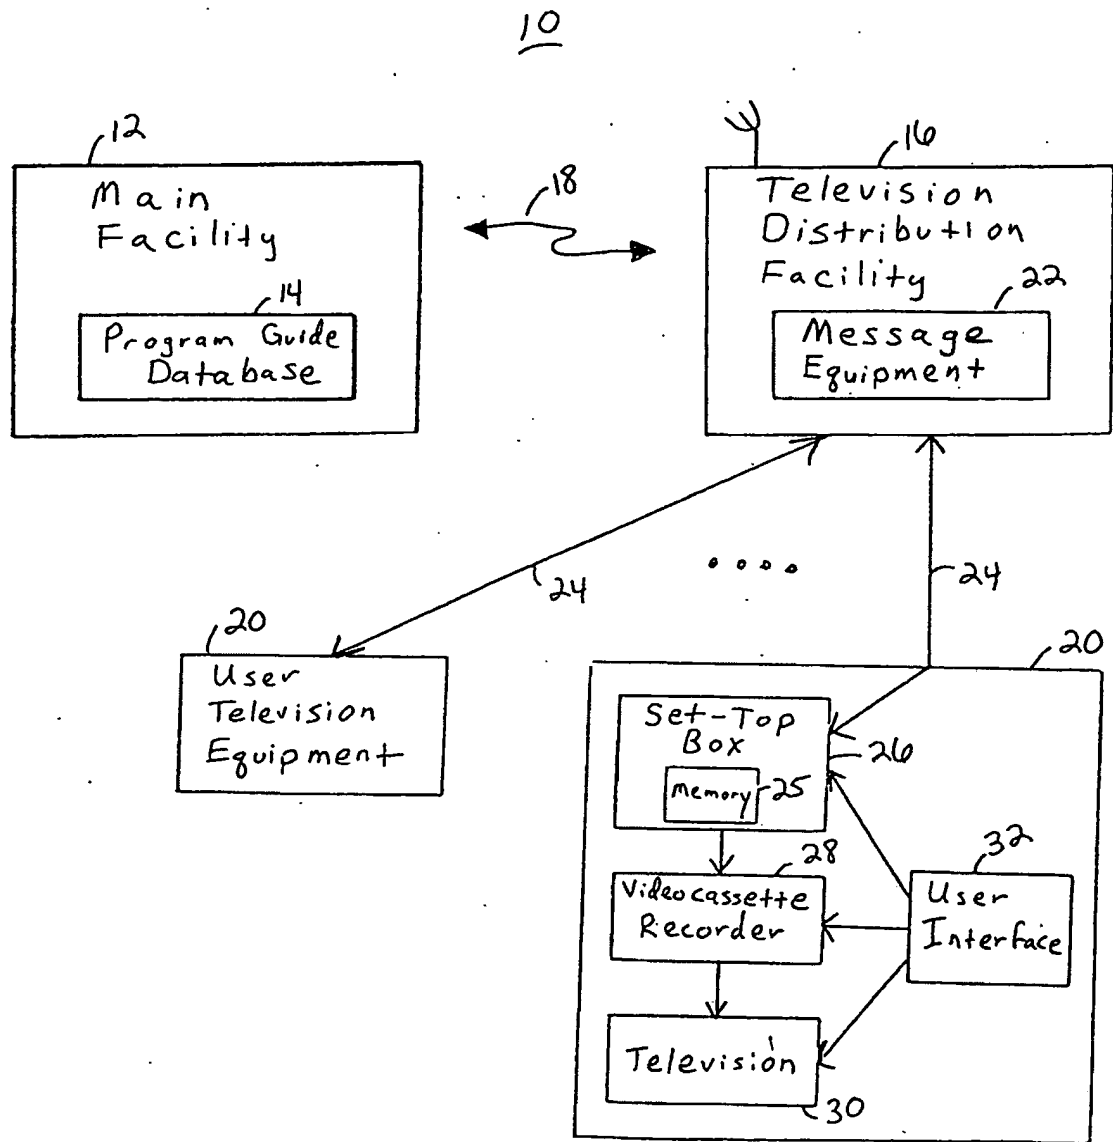 10
12
Main
Facility
14
Program Guide
Database
18
16
Television
Distribution
Facility
22
Message
Equipment
24
24
20
User
Television
Equipment
20
Set-Top
Box
26
Memory
25
28
Videocassette
Recorder
32
User
Interface
Television
30